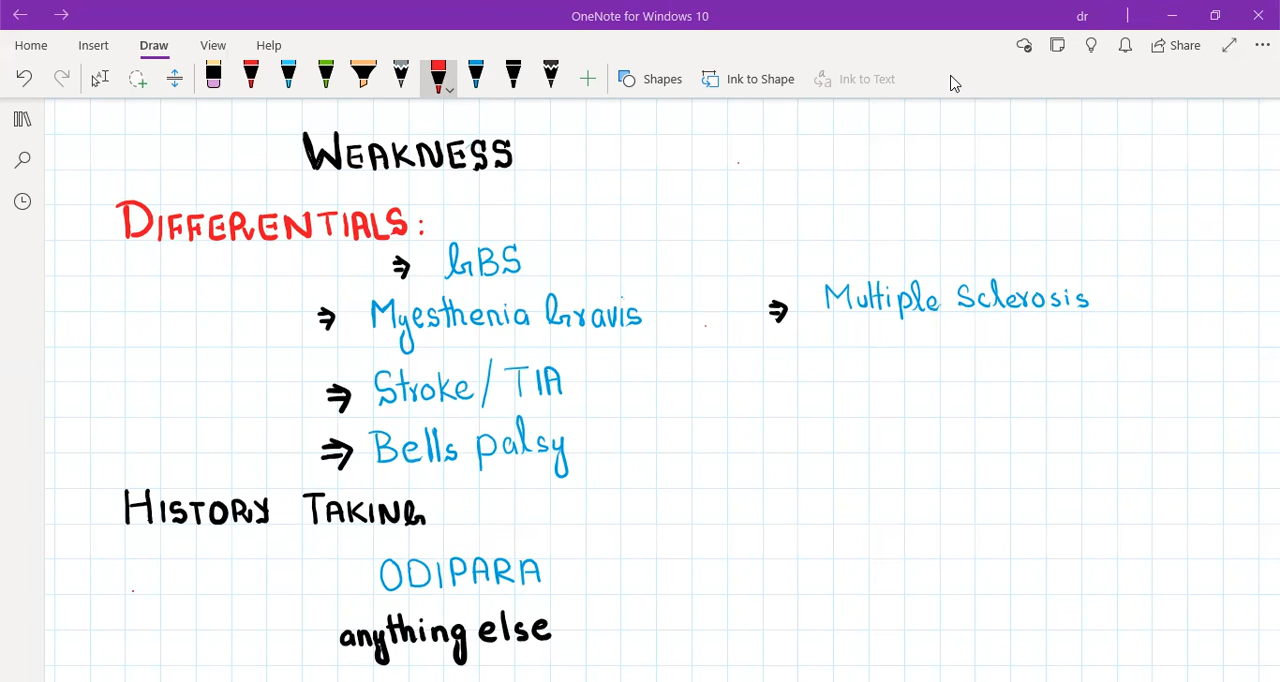 OneNote for Windows 10
dr
Home Insert Draw View Help
Share
Shapes Ink to Shape Ink to Text
WEAKNESS
DIFFERENTIALS:
⇒ GBS
⇒ Myesthenia Gravis
⇒ Multiple Sclerosis
⇒ Stroke/TIA
⇒ Bells palsy
HISTORY TAKING
ODIPARA
anything else